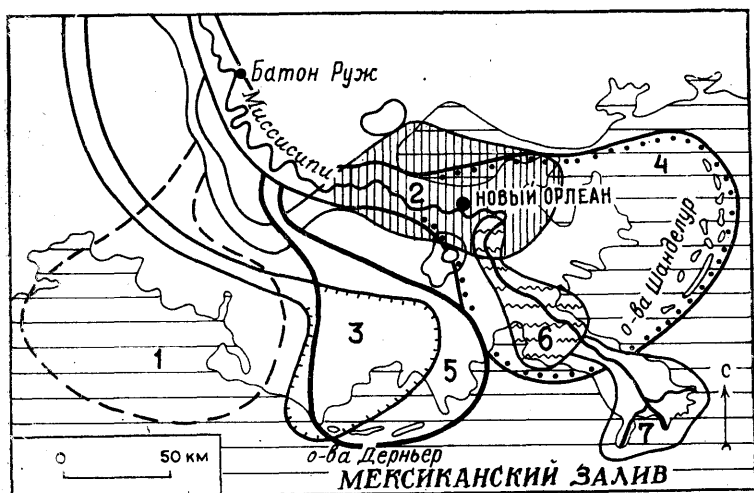 Батон Руж
Миссисипи
2
НОВЫЙ ОРЛЕАН
4
о-ва Шанделур
1
3
5
6
7
С
0 50 км
о-ва Дерньер
МЕКСИКАНСКИЙ ЗАЛИВ